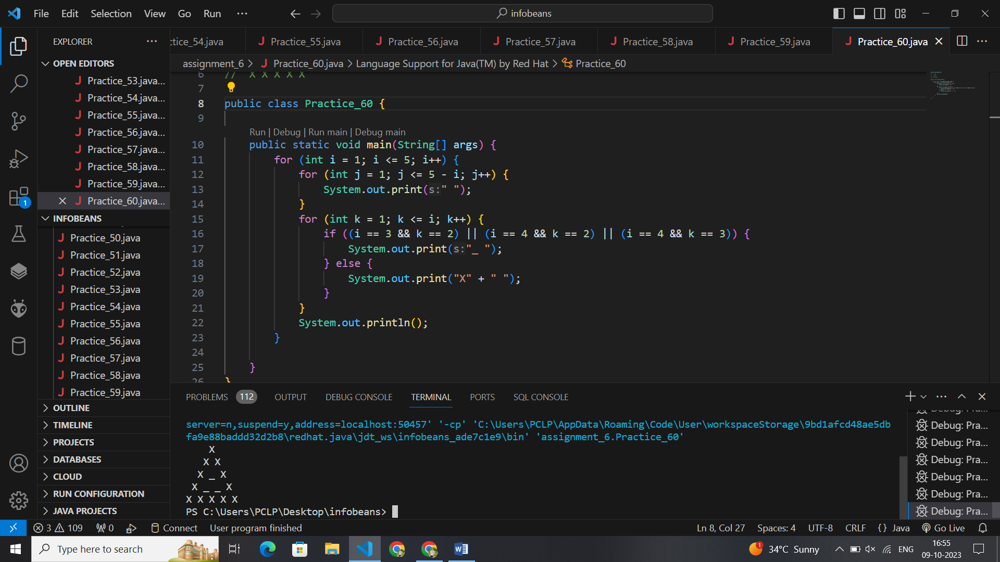 File Edit Selection View Go Run ··· infobeans
EXPLORER
OPEN EDITORS
Practice_53.java...
Practice_54.java...
Practice_55.java...
Practice_56.java...
Practice_57.java...
Practice_58.java...
Practice_59.java...
Practice_60.java...
INFOBEANS
Practice_50.java
Practice_51.java
Practice_52.java
Practice_53.java
Practice_54.java
Practice_55.java
Practice_56.java
Practice_57.java
Practice_58.java
Practice_59.java
OUTLINE
TIMELINE
PROJECTS
DATABASES
CLOUD
RUN CONFIGURATION
JAVA PROJECTS
1
ctice_54.java Practice_55.java Practice_56.java Practice_57.java Practice_58.java Practice_59.java Practice_60.java
assignment_6 > Practice_60.java > Language Support for Java(TM) by Red Hat > Practice_60
6 // X X X X X
7
8 public class Practice_60 {
9
Run | Debug | Run main | Debug main
10 public static void main(String[] args) {
11 for (int i = 1; i <= 5; i++) {
12 for (int j = 1; j <= 5 - i; j++) {
13 System.out.print(s:" ");
14 }
15 for (int k = 1; k <= i; k++) {
16 if ((i == 3 && k == 2) || (i == 4 && k == 2) || (i == 4 && k == 3)) {
17 System.out.print(s:"_ ");
18 } else {
19 System.out.print("X" + " ");
20 }
21 }
22 System.out.println();
23 }
24
25 }
26 }
PROBLEMS 112 OUTPUT DEBUG CONSOLE TERMINAL PORTS SQL CONSOLE
server=n,suspend=y,address=localhost:50457' '-cp' 'C:\Users\PCLP\AppData\Roaming\Code\User\workspaceStorage\9bd1afcd48ae5db
fa9e88baddd32d2b8\redhat.java\jdt_ws\infobeans_ade7c1e9\bin' 'assignment_6.Practice_60'
X
X X
X _ X
X _ _ X
X X X X X
PS C:\Users\PCLP\Desktop\infobeans>
Debug: Pra...
Debug: Pra...
Debug: Pra...
Debug: Pra...
Debug: Pra...
Debug: Pra...
Debug: Pra...
3 109 0 Connect User program finished Ln 8, Col 27 Spaces: 4 UTF-8 CRLF {} Java Go Live
Type here to search 1 34°C Sunny ENG 16:55
09-10-2023